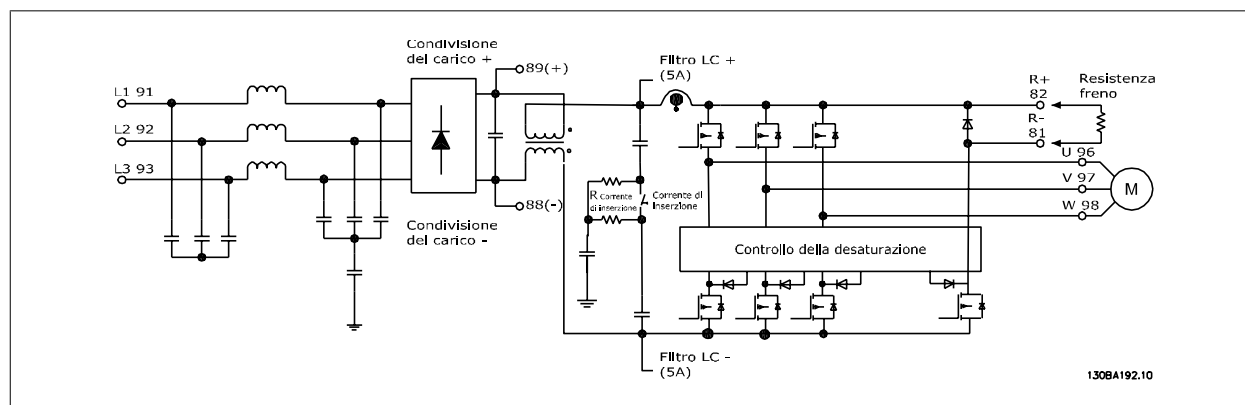 Condivisione
del carico +
89(+)
Filtro LC +
(5A)
R+
82
Resistenza
freno
R-
81
L1 91
L2 92
L3 93
U 96
V 97
W 98
M
88(-)
R Corrente
di inserzione
Corrente di
inserzione
Condivisione
del carico -
Controllo della desaturazione
Filtro LC -
(5A)
130BA192.10